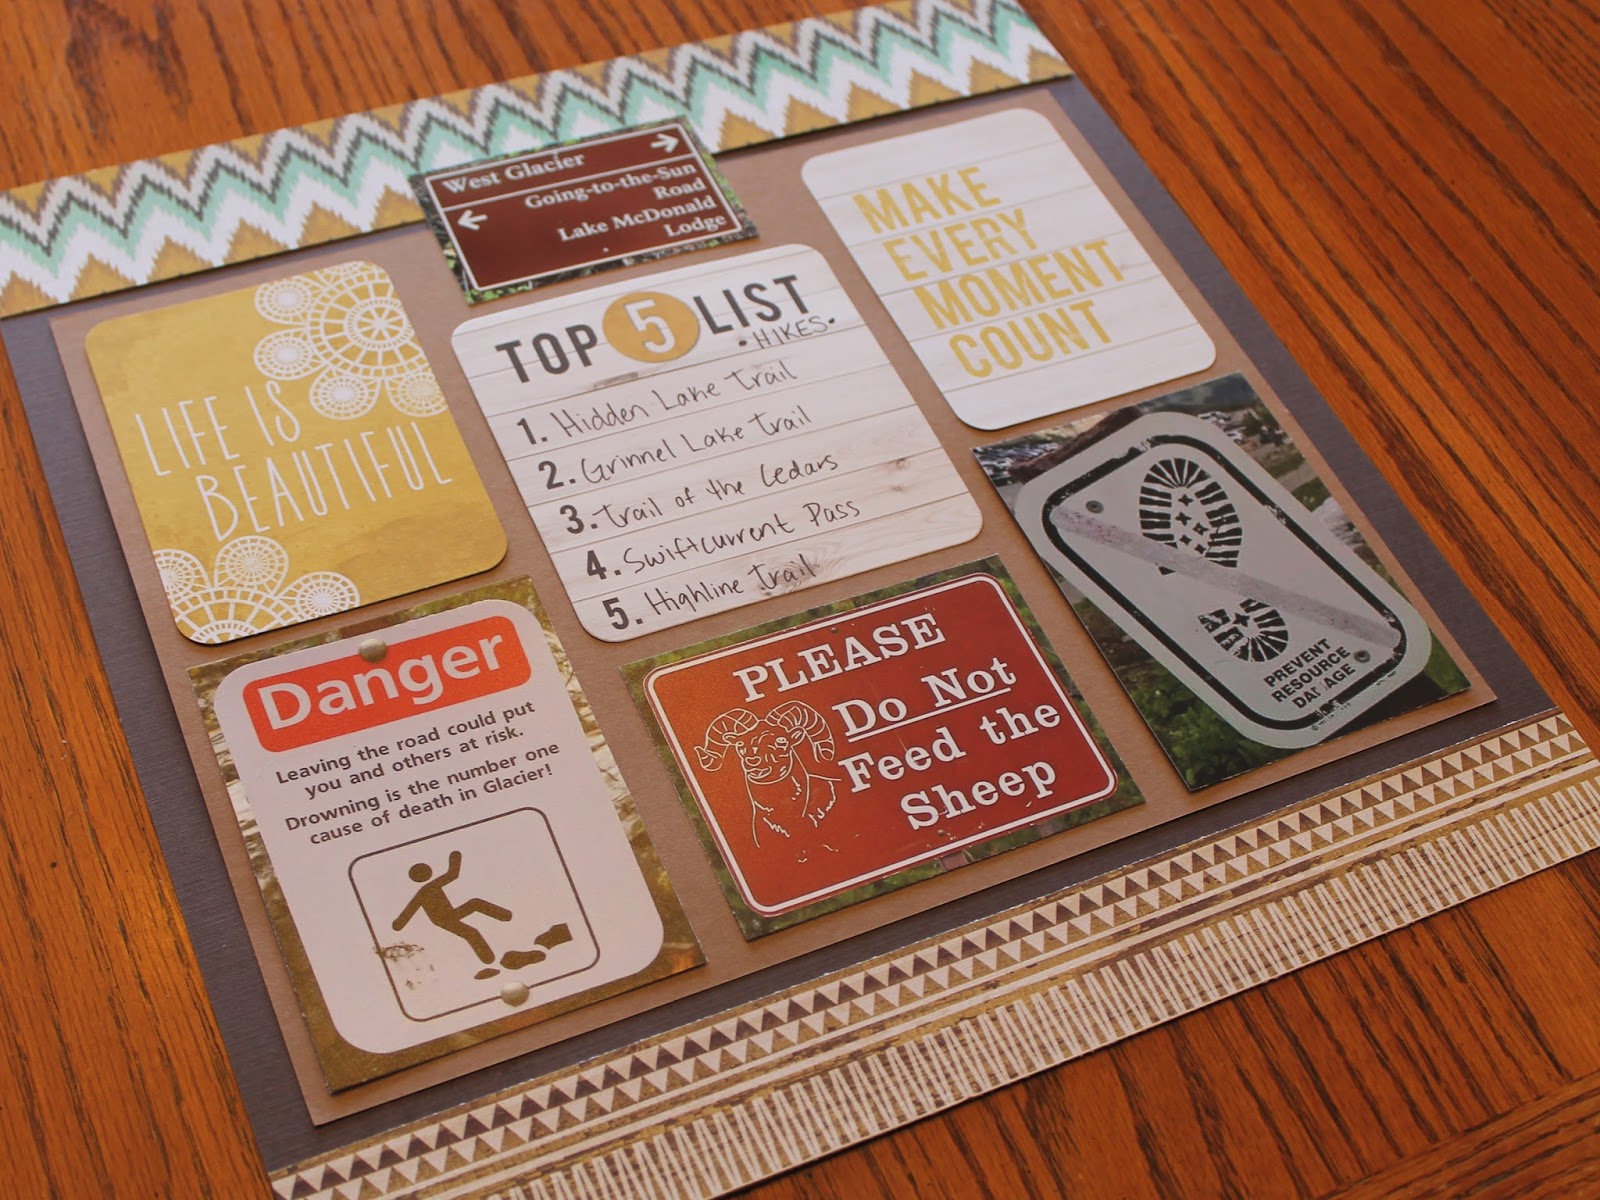 West Glacier
Going-to-the-Sun
Road
Lake McDonald
Lodge
MAKE
EVERY
MOMENT
COUNT
LIFE IS
BEAUTIFUL
TOP 5 LIST
•HIKES•
1. Hidden Lake Trail
2. Grinnel Lake Trail
3. Trail of the Cedars
4. Swiftcurrent Pass
5. Highline Trail
Danger
Leaving the road could put
you and others at risk.
Drowning is the number one
cause of death in Glacier!
PLEASE
Do Not
Feed the
Sheep
PREVENT
RESOURCE
DAMAGE